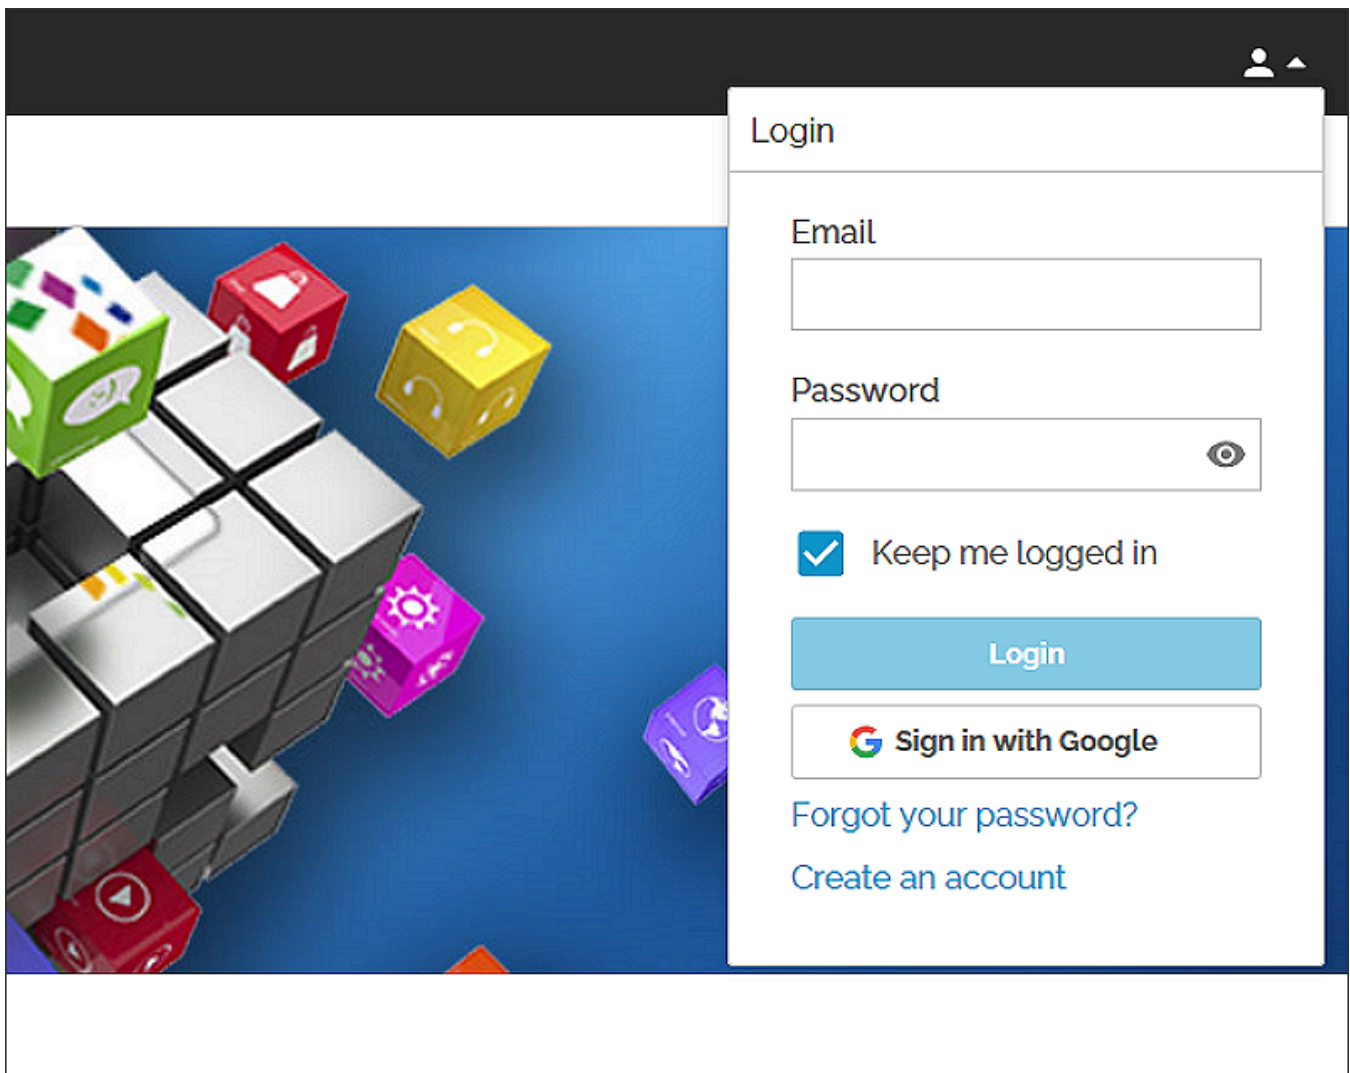 Login
Email
Password
Keep me logged in
Login
Sign in with Google
Forgot your password?
Create an account